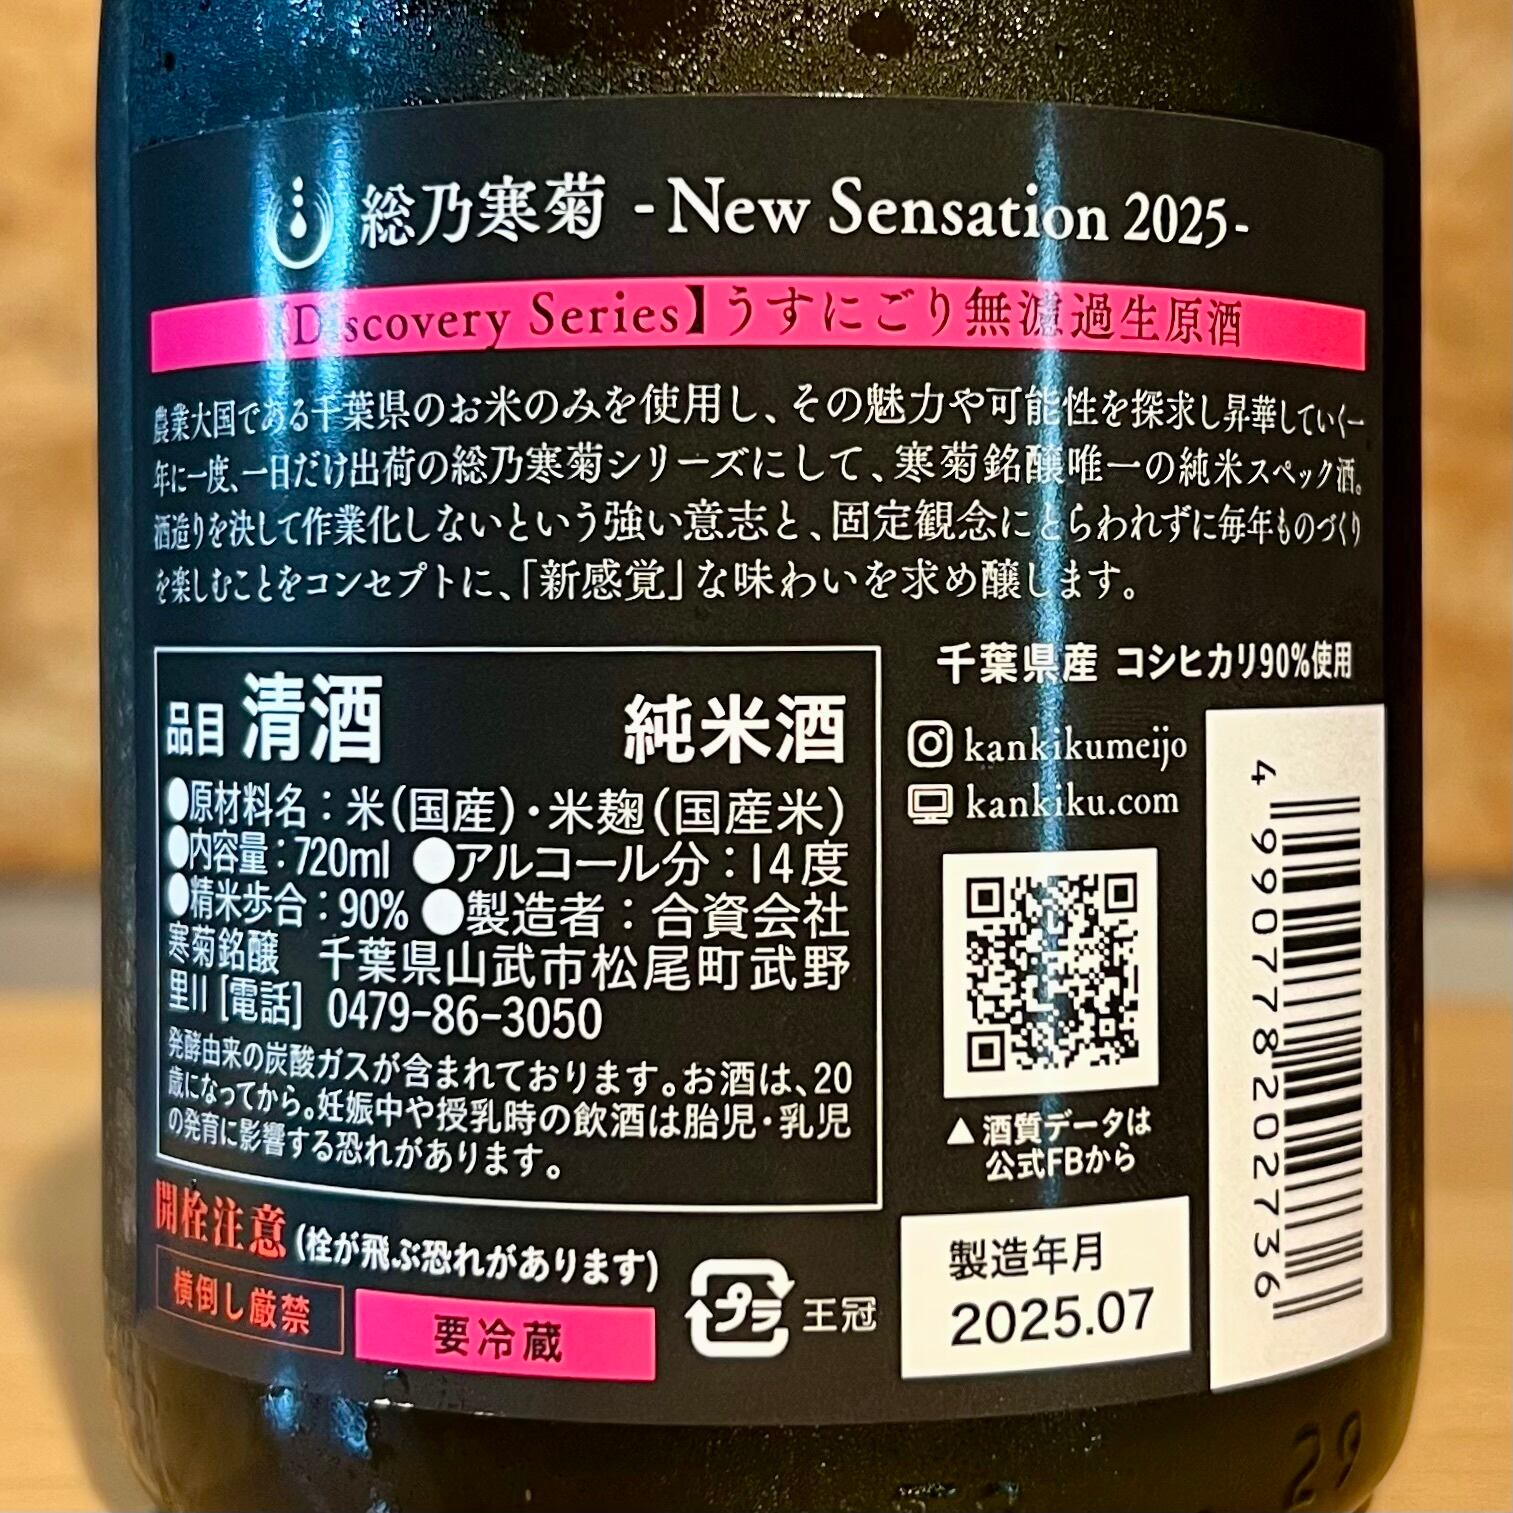 総乃寒菊 -New Sensation 2025-
【Discovery Series】うすにごり無濾過生原酒
農業大国である千葉県のお米のみを使用し、その魅力や可能性を探求し昇華していく一
年に一度、一日だけ出荷の総乃寒菊シリーズにして、寒菊銘醸唯一の純米スペック酒。
酒造りを決して作業化しないという強い意志と、固定観念にとらわれずに毎年ものづくり
を楽しむことをコンセプトに、「新感覚」な味わいを求め醸します。
品目 清酒 純米酒
●原材料名：米（国産）・米麹（国産米）
●内容量：720ml ●アルコール分：14度
●精米歩合：90% ●製造者：合資会社
寒菊銘醸 千葉県山武市松尾町武野
里11 [電話] 0479-86-3050
発酵由来の炭酸ガスが含まれております。お酒は、20
歳になってから。妊娠中や授乳時の飲酒は胎児・乳児
の発育に影響する恐れがあります。
開栓注意 (栓が飛ぶ恐れがあります)
横倒し厳禁
要冷蔵
プラ 王冠
千葉県産 コシヒカリ90%使用
kankikumeijo
kankiku.com
▲酒質データは
公式FBから
製造年月
2025.07
4990778202736
29